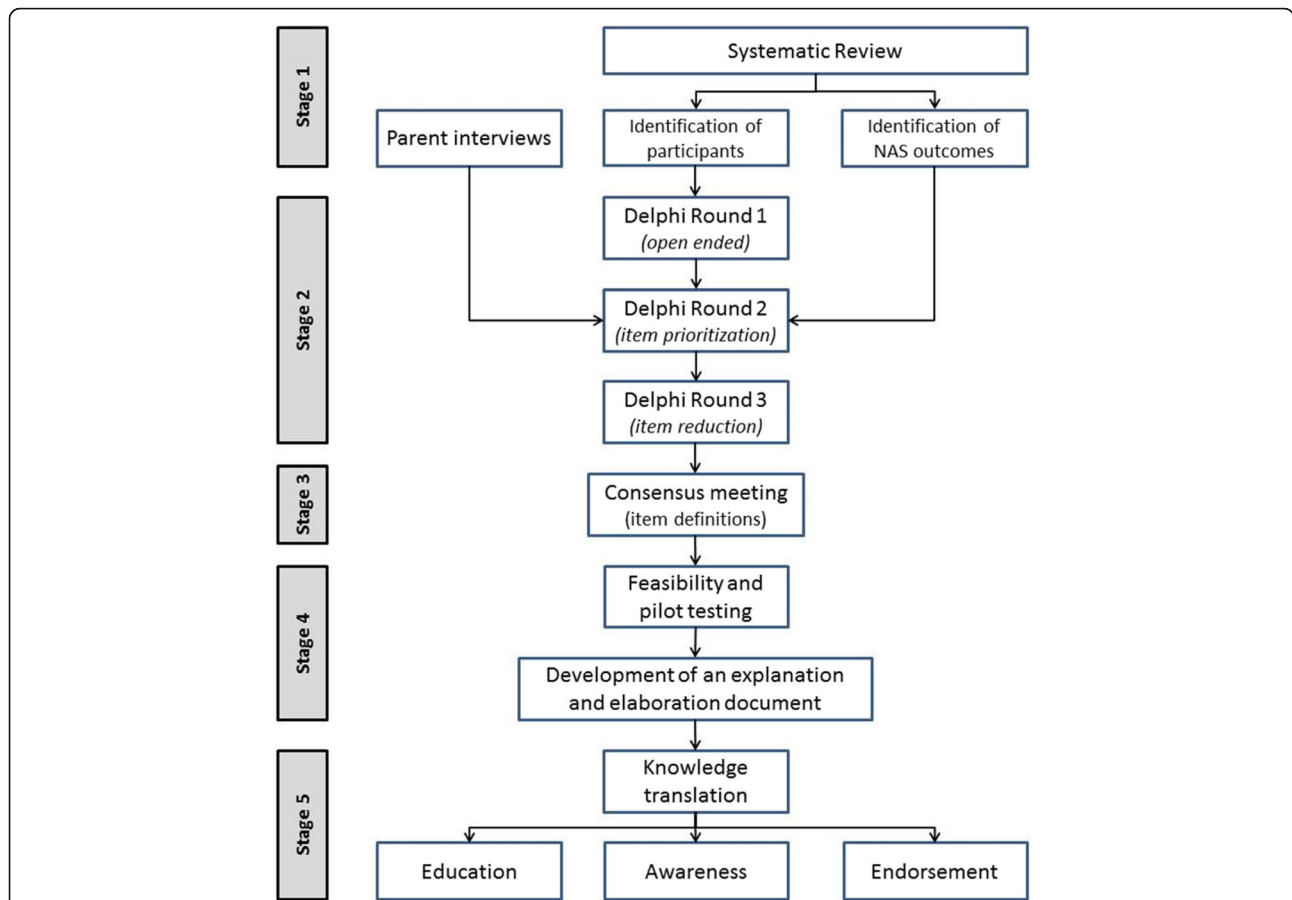 Stage 1
Systematic Review
Parent interviews
Identification of
participants
Identification of
NAS outcomes
Stage 2
Delphi Round 1
(open ended)
Delphi Round 2
(item prioritization)
Delphi Round 3
(item reduction)
Stage 3
Consensus meeting
(item definitions)
Stage 4
Feasibility and
pilot testing
Development of an explanation
and elaboration document
Stage 5
Knowledge
translation
Education
Awareness
Endorsement